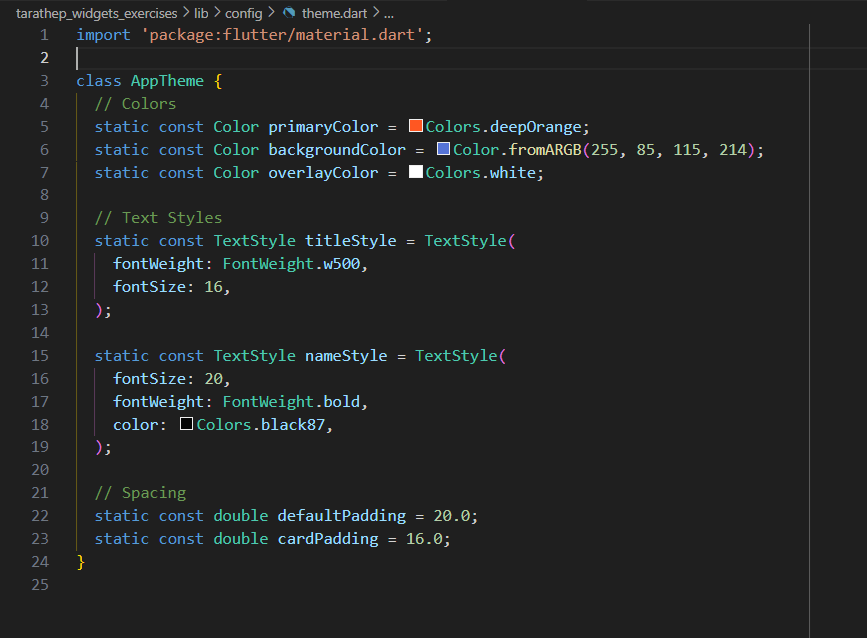 tarathep_widgets_exercises > lib > config > theme.dart > ...
1 import 'package:flutter/material.dart';
2
3 class AppTheme {
4 // Colors
5 static const Color primaryColor = Colors.deepOrange;
6 static const Color backgroundColor = Color.fromARGB(255, 85, 115, 214);
7 static const Color overlayColor = Colors.white;
8
9 // Text Styles
10 static const TextStyle titleStyle = TextStyle(
11 fontWeight: FontWeight.w500,
12 fontSize: 16,
13 );
14
15 static const TextStyle nameStyle = TextStyle(
16 fontSize: 20,
17 fontWeight: FontWeight.bold,
18 color: Colors.black87,
19 );
20
21 // Spacing
22 static const double defaultPadding = 20.0;
23 static const double cardPadding = 16.0;
24 }
25